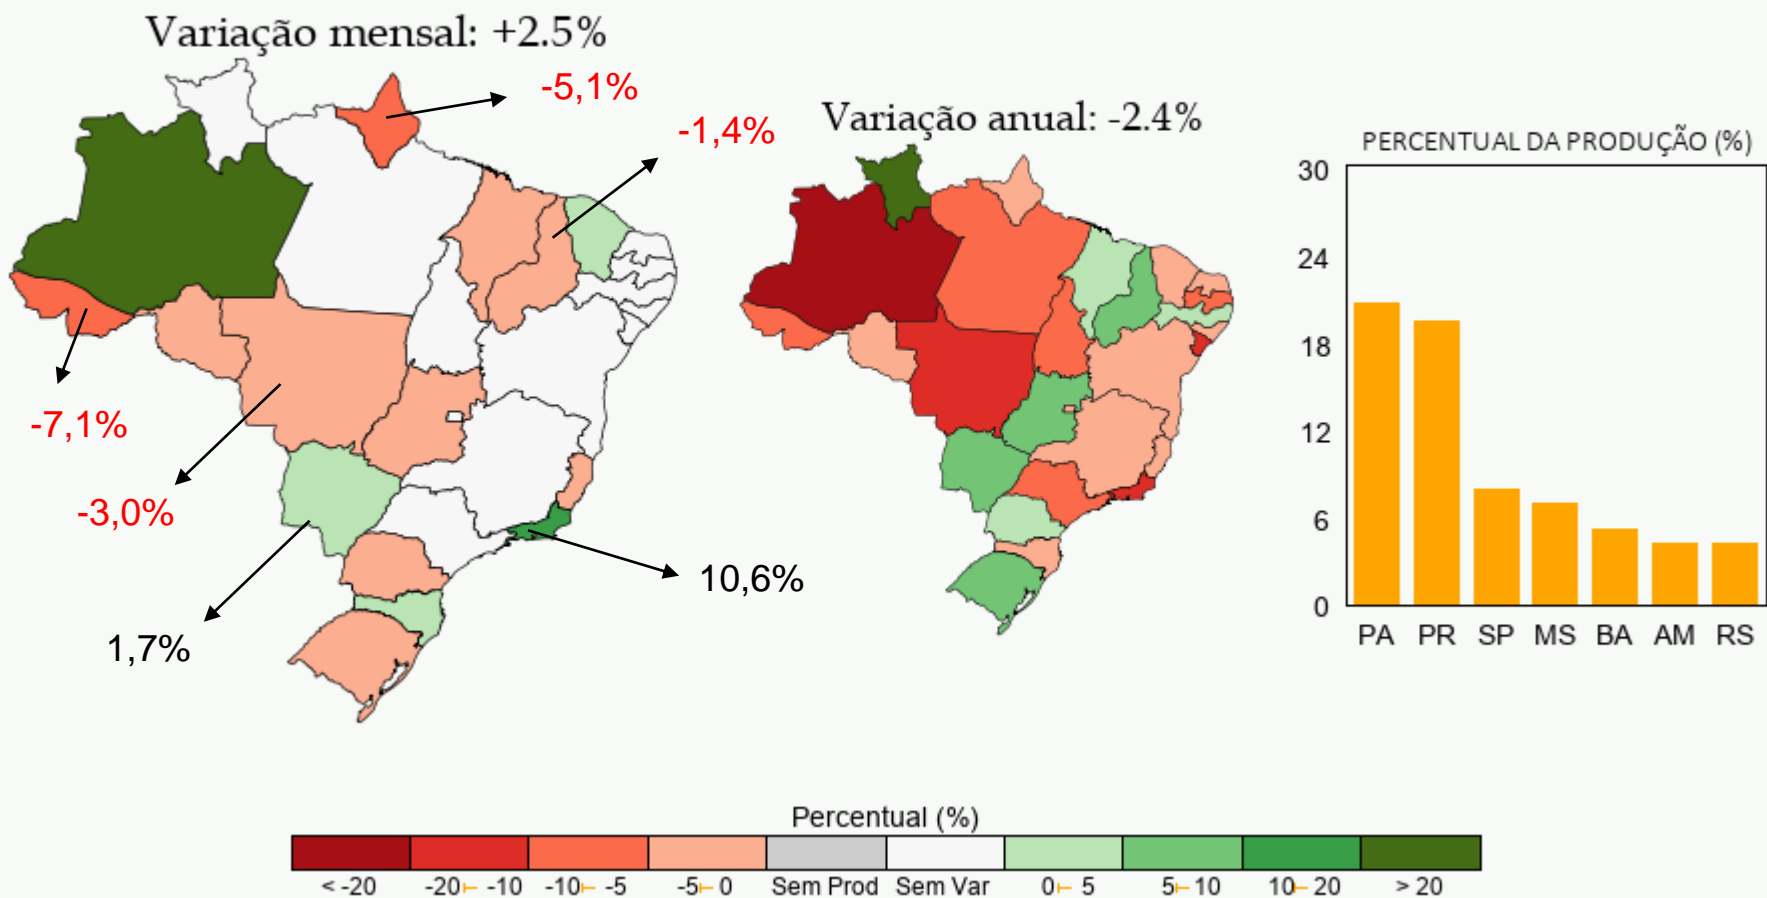 Variação mensal: +2.5%
-5,1%
-1,4%
-7,1%
-3,0%
10,6%
1,7%
Variação anual: -2.4%
PERCENTUAL DA PRODUÇÃO (%)
30
24
18
12
6
0
PA PR SP MS BA AM RS
Percentual (%)
< -20 -20⊢ -10 -10⊢ -5 -5⊢ 0 Sem Prod Sem Var 0⊢ 5 5⊢ 10 10⊢ 20 > 20